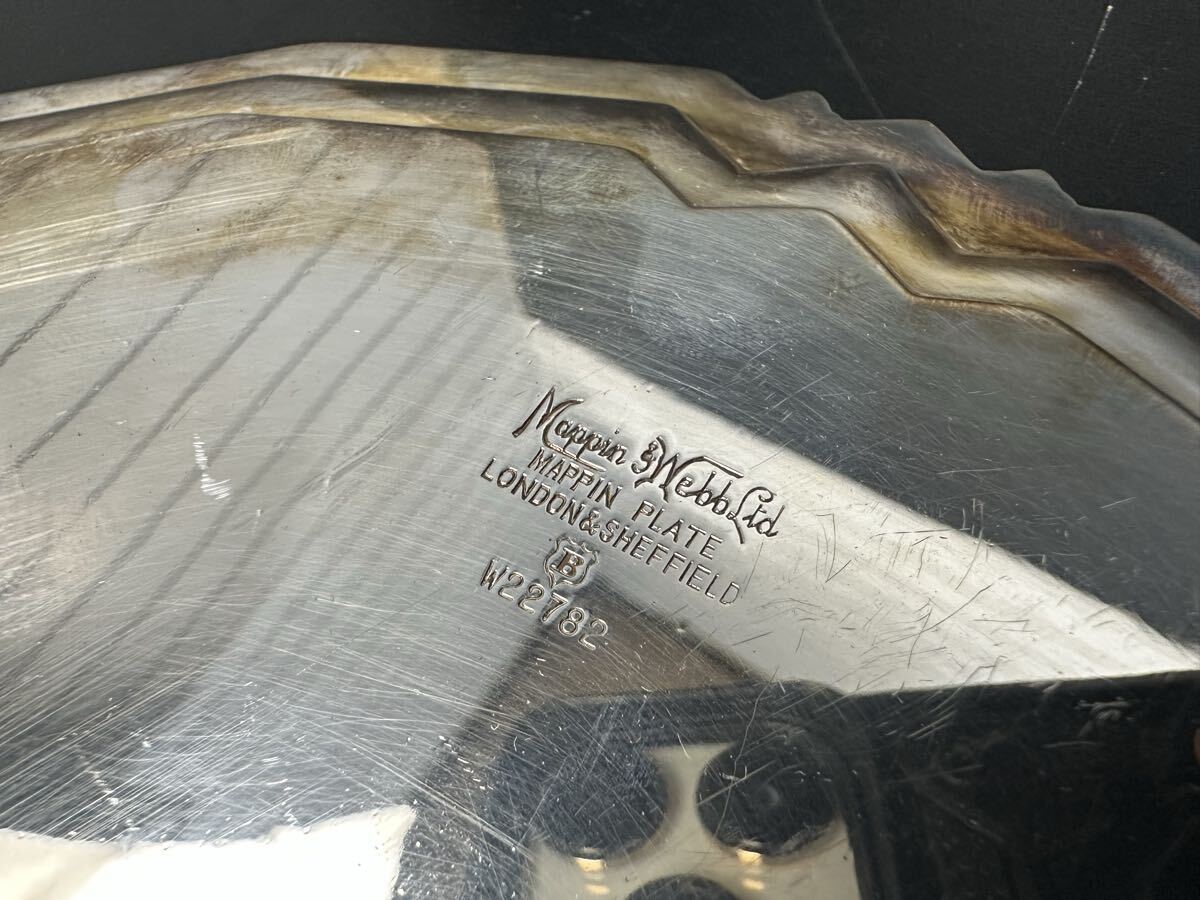 Mappin & Webb Ltd
MAPPIN PLATE
LONDON & SHEFFIELD
B
W22782